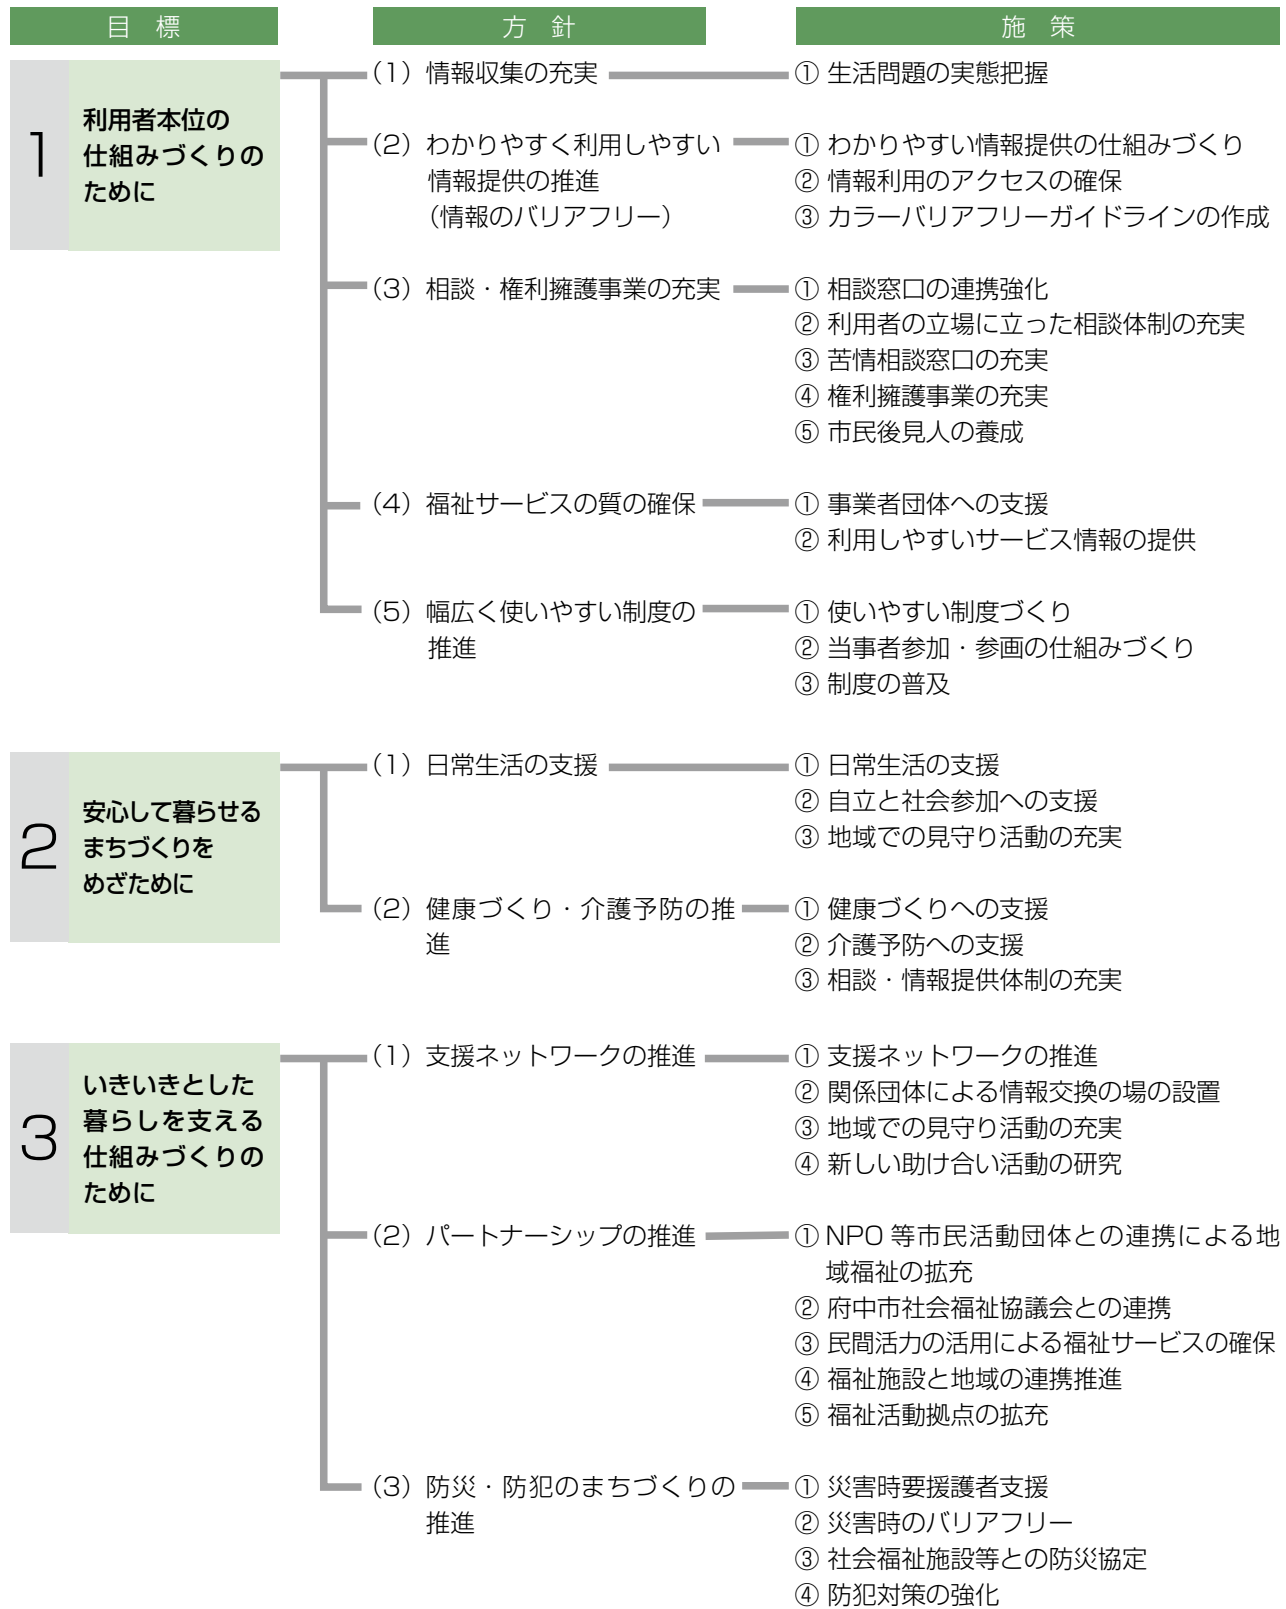 目 標
方 針
施 策
1
利用者本位の
仕組みづくりの
ために
(1) 情報収集の充実
① 生活問題の実態把握
(2) わかりやすく利用しやすい
情報提供の推進
(情報のバリアフリー)
① わかりやすい情報提供の仕組みづくり
② 情報利用のアクセスの確保
③ カラーバリアフリーガイドラインの作成
(3) 相談・権利擁護事業の充実
① 相談窓口の連携強化
② 利用者の立場に立った相談体制の充実
③ 苦情相談窓口の充実
④ 権利擁護事業の充実
⑤ 市民後見人の養成
(4) 福祉サービスの質の確保
① 事業者団体への支援
② 利用しやすいサービス情報の提供
(5) 幅広く使いやすい制度の
推進
① 使いやすい制度づくり
② 当事者参加・参画の仕組みづくり
③ 制度の普及
2
安心して暮らせる
まちづくりを
めざために
(1) 日常生活の支援
① 日常生活の支援
② 自立と社会参加への支援
③ 地域での見守り活動の充実
(2) 健康づくり・介護予防の推
進
① 健康づくりへの支援
② 介護予防への支援
③ 相談・情報提供体制の充実
3
いきいきとした
暮らしを支える
仕組みづくりの
ために
(1) 支援ネットワークの推進
① 支援ネットワークの推進
② 関係団体による情報交換の場の設置
③ 地域での見守り活動の充実
④ 新しい助け合い活動の研究
(2) パートナーシップの推進
① NPO 等市民活動団体との連携による地
域福祉の拡充
② 府中市社会福祉協議会との連携
③ 民間活力の活用による福祉サービスの確保
④ 福祉施設と地域の連携推進
⑤ 福祉活動拠点の拡充
(3) 防災・防犯のまちづくりの
推進
① 災害時要援護者支援
② 災害時のバリアフリー
③ 社会福祉施設等との防災協定
④ 防犯対策の強化